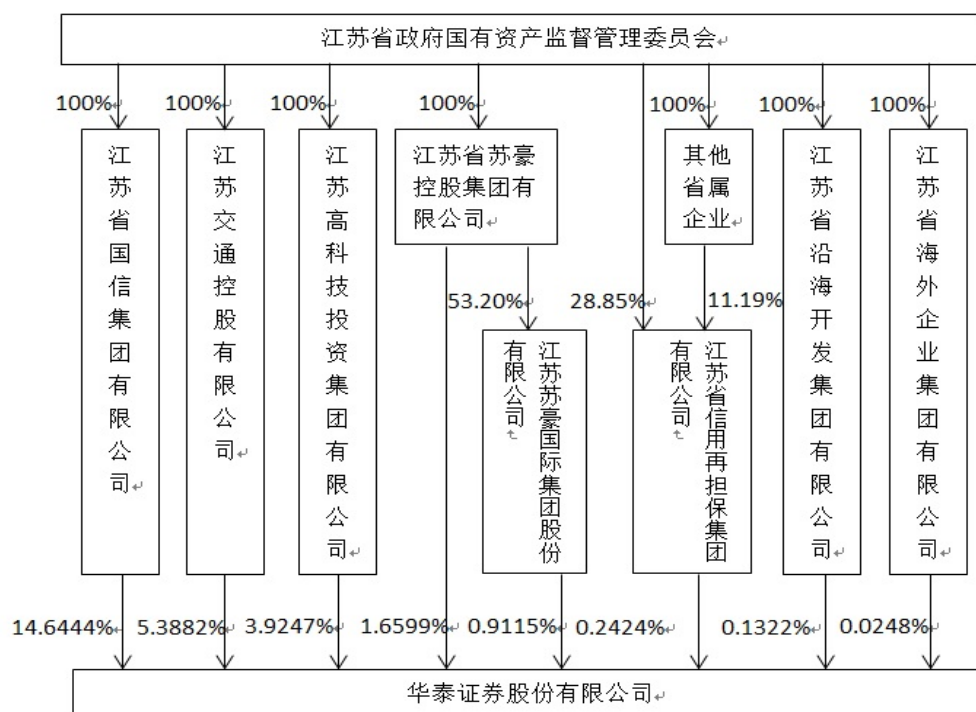 江苏省政府国有资产监督管理委员会
100%
100%
100%
100%
100%
100%
100%
江苏省国信集团有限公司
江苏交通控股有限公司
江苏高科技投资集团有限公司
江苏省苏豪
控股集团有
限公司
其他
省属
企业
江苏省沿海开发集团有限公司
江苏省海外企业集团有限公司
53.20%
28.85%
11.19%
江苏苏豪国际集团股份
有限公司
江苏省信用再担保集团
有限公司
14.6444%
5.3882%
3.9247%
1.6599%
0.9115%
0.2424%
0.1322%
0.0248%
华泰证券股份有限公司